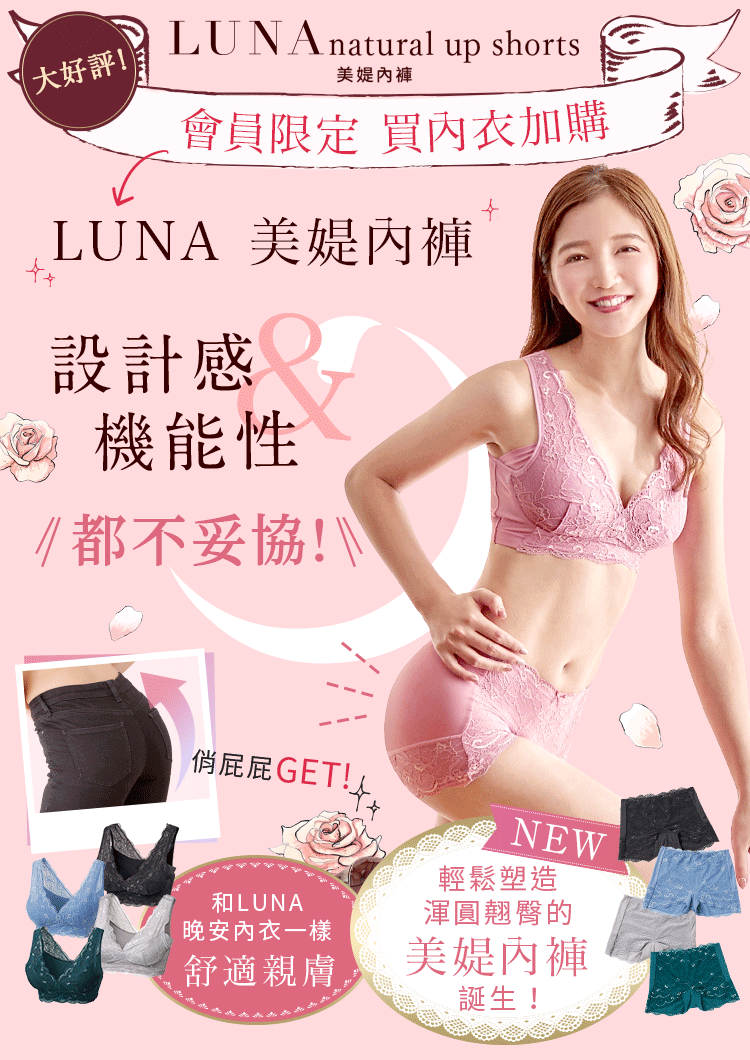 大好評!
LUNA natural up shorts
美媞內褲
會員限定 買內衣加購
LUNA 美媞內褲
設計感
&
機能性
都不妥協!
俏屁屁GET!
和LUNA
晚安內衣一樣
舒適親膚
NEW
輕鬆塑造
渾圓翹臀的
美媞內褲
誕生！